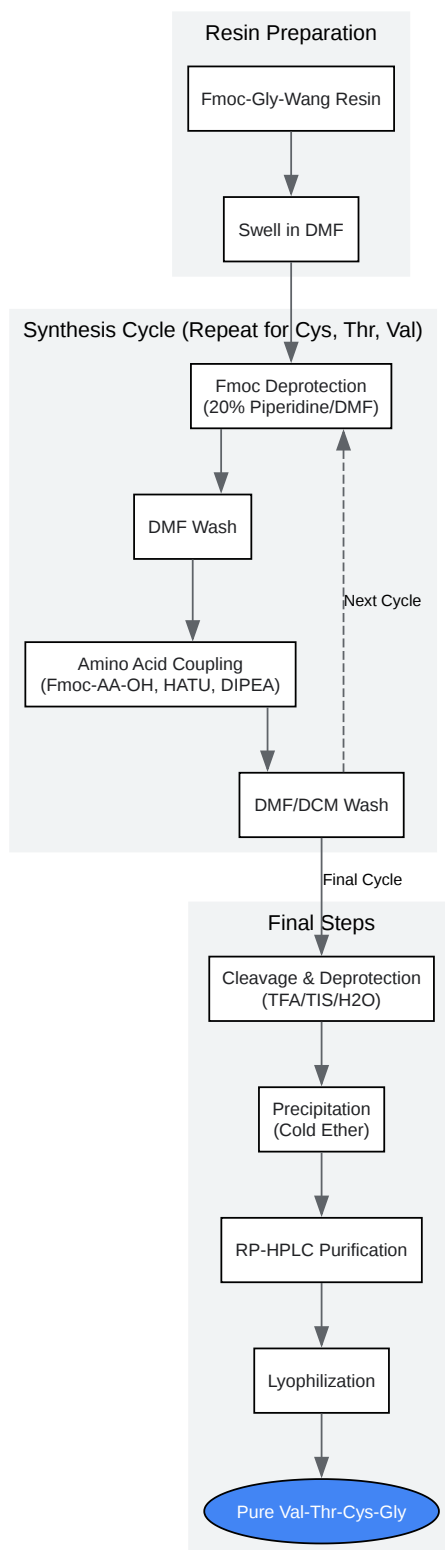 Resin Preparation
Fmoc-Gly-Wang Resin
Swell in DMF
Synthesis Cycle (Repeat for Cys, Thr, Val)
Fmoc Deprotection
(20% Piperidine/DMF)
DMF Wash
Next Cycle
Amino Acid Coupling
(Fmoc-AA-OH, HATU, DIPEA)
DMF/DCM Wash
Final Cycle
Final Steps
Cleavage & Deprotection
(TFA/TIS/H2O)
Precipitation
(Cold Ether)
RP-HPLC Purification
Lyophilization
Pure Val-Thr-Cys-Gly